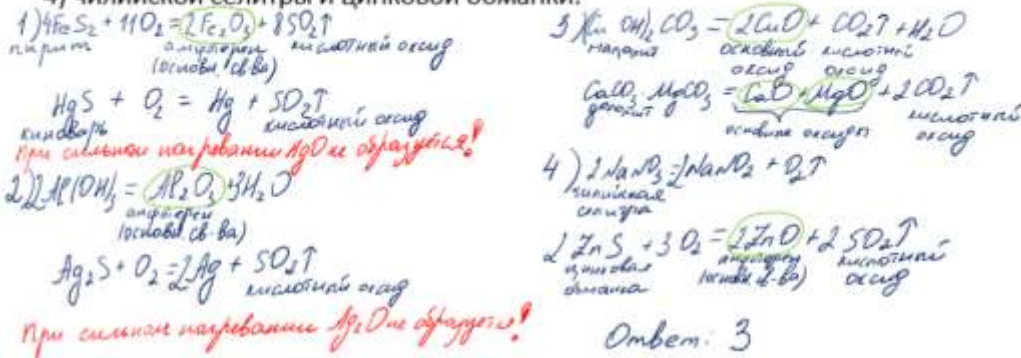 4) чилийской селитры и цинковой обманки.
1) 4FeS₂ + 11O₂ = 2Fe₂O₃ + 8SO₂↑
пирит амфотерн кислотный оксид
(основн. св-ва)
HgS + O₂ = Hg + SO₂↑
киноварь кислотный оксид
При сильном нагревании HgO не образуется!
2) 2Al(OH)₃ = Al₂O₃ + 3H₂O
амфотерн
(основн. св-ва)
Ag₂S + O₂ = 2Ag + SO₂↑
кислотный оксид
При сильном нагревании Ag₂O не образуется!
3) (CuOH)₂CO₃ = 2CuO + CO₂↑ + H₂O
малахит основный кислотный
оксид оксид
CaCO₃·MgCO₃ = CaO + MgO + 2CO₂↑
доломит кислотный
основные оксиды оксид
4) 2NaNO₃ = 2NaNO₂ + O₂↑
чилийская
селитра
2ZnS + 3O₂ = 2ZnO + 2SO₂↑
цинковая амфотерн кислотный
обманка (основн. св-ва) оксид
Ответ: 3